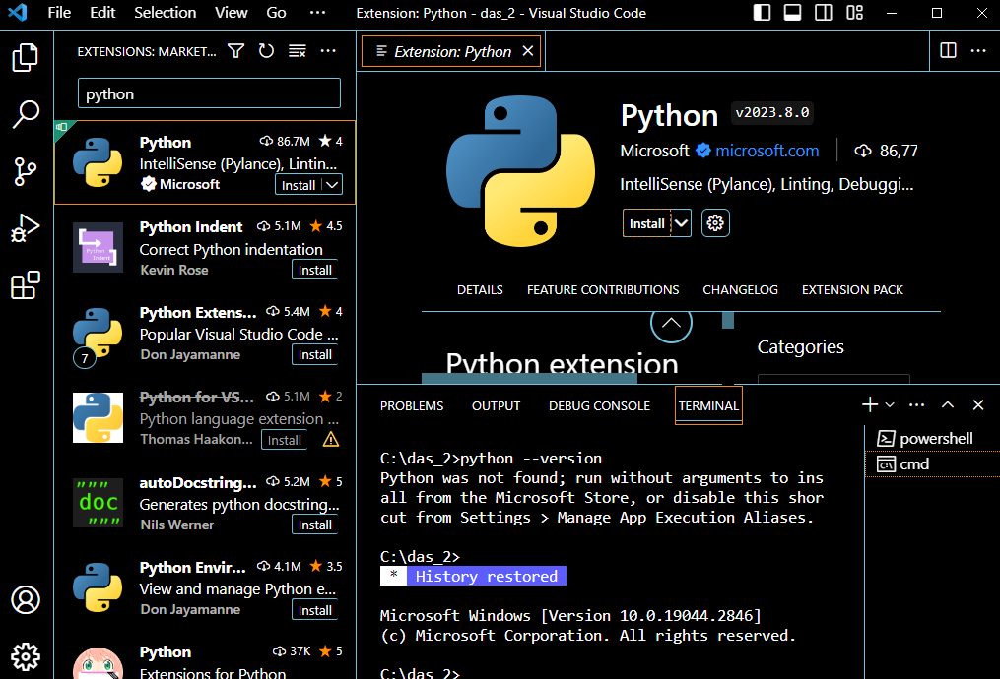 File Edit Selection View Go ··· Extension: Python - das_2 - Visual Studio Code
EXTENSIONS: MARKET...
Extension: Python
python
Python 86.7M ★ 4
IntelliSense (Pylance), Lintin...
Microsoft Install
Python Indent 5.1M ★ 4.5
Correct Python indentation
Kevin Rose Install
Python Extens... 5.4M ★ 4
Popular Visual Studio Code ...
7
Don Jayamanne Install
Python for VS... 5.1M ★ 2
Python language extension ...
Thomas Haakon... Install
"""
doc
"""
autoDocstring... 5.2M ★ 5
Generates python docstring...
Nils Werner Install
Python Envir... 4.1M ★ 3.5
View and manage Python e...
Don Jayamanne Install
Python 37K ★ 5
Extensions for Python
Python v2023.8.0
Microsoft microsoft.com 86,77
IntelliSense (Pylance), Linting, Debuggi...
Install
DETAILS FEATURE CONTRIBUTIONS CHANGELOG EXTENSION PACK
Python extension
Categories
PROBLEMS OUTPUT DEBUG CONSOLE TERMINAL
powershell
cmd
C:\das_2>python --version
Python was not found; run without arguments to ins
all from the Microsoft Store, or disable this shor
cut from Settings > Manage App Execution Aliases.
C:\das_2>
* History restored
Microsoft Windows [Version 10.0.19044.2846]
(c) Microsoft Corporation. All rights reserved.
C:\das_2>